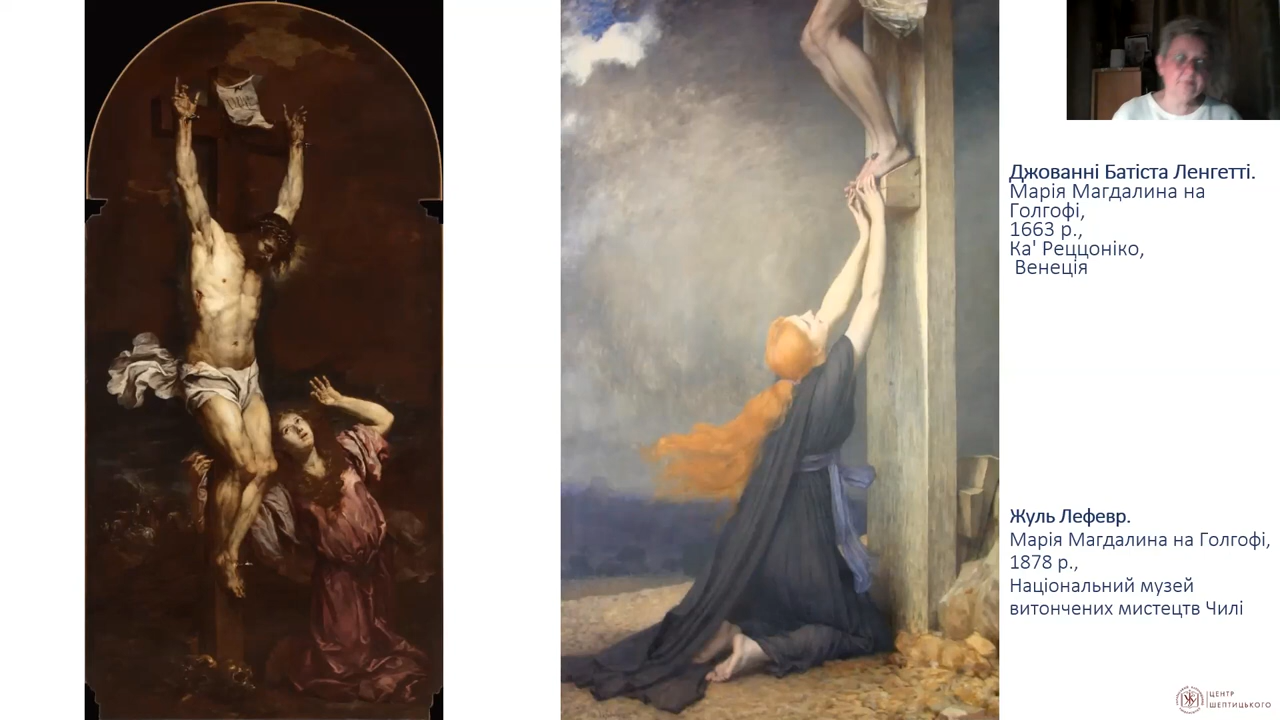 Джованні Батіста Ленгетті.
Марія Магдалина на
Голгофі,
1663 р.,
Ка' Реццоніко,
Венеція
Жуль Лефевр.
Марія Магдалина на Голгофі,
1878 р.,
Національний музей
витончених мистецтв Чилі
ЦЕНТР
ШЕПТИЦЬКОГО